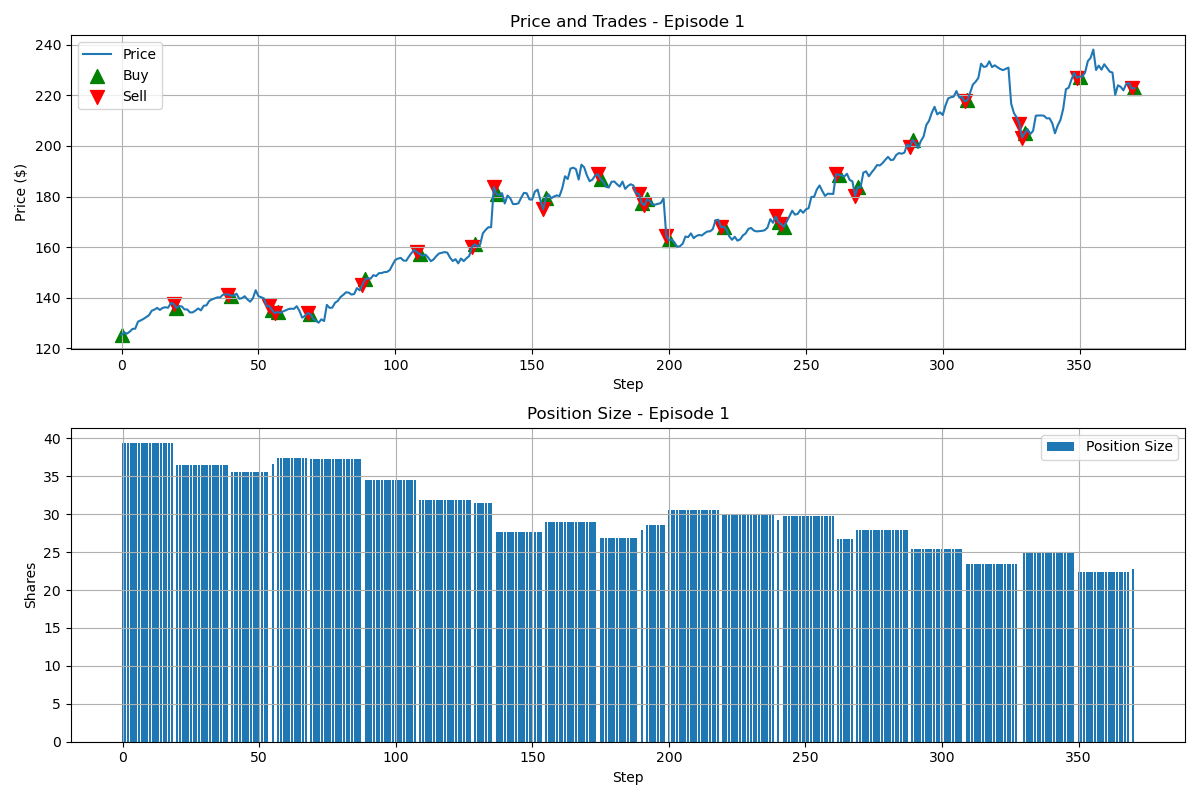 Price and Trades - Episode 1
Price ($)
240
220
200
180
160
140
120
Price
Buy
Sell
0 50 100 150 200 250 300 350
Step
Position Size - Episode 1
Shares
40
35
30
25
20
15
10
5
0
Position Size
0 50 100 150 200 250 300 350
Step